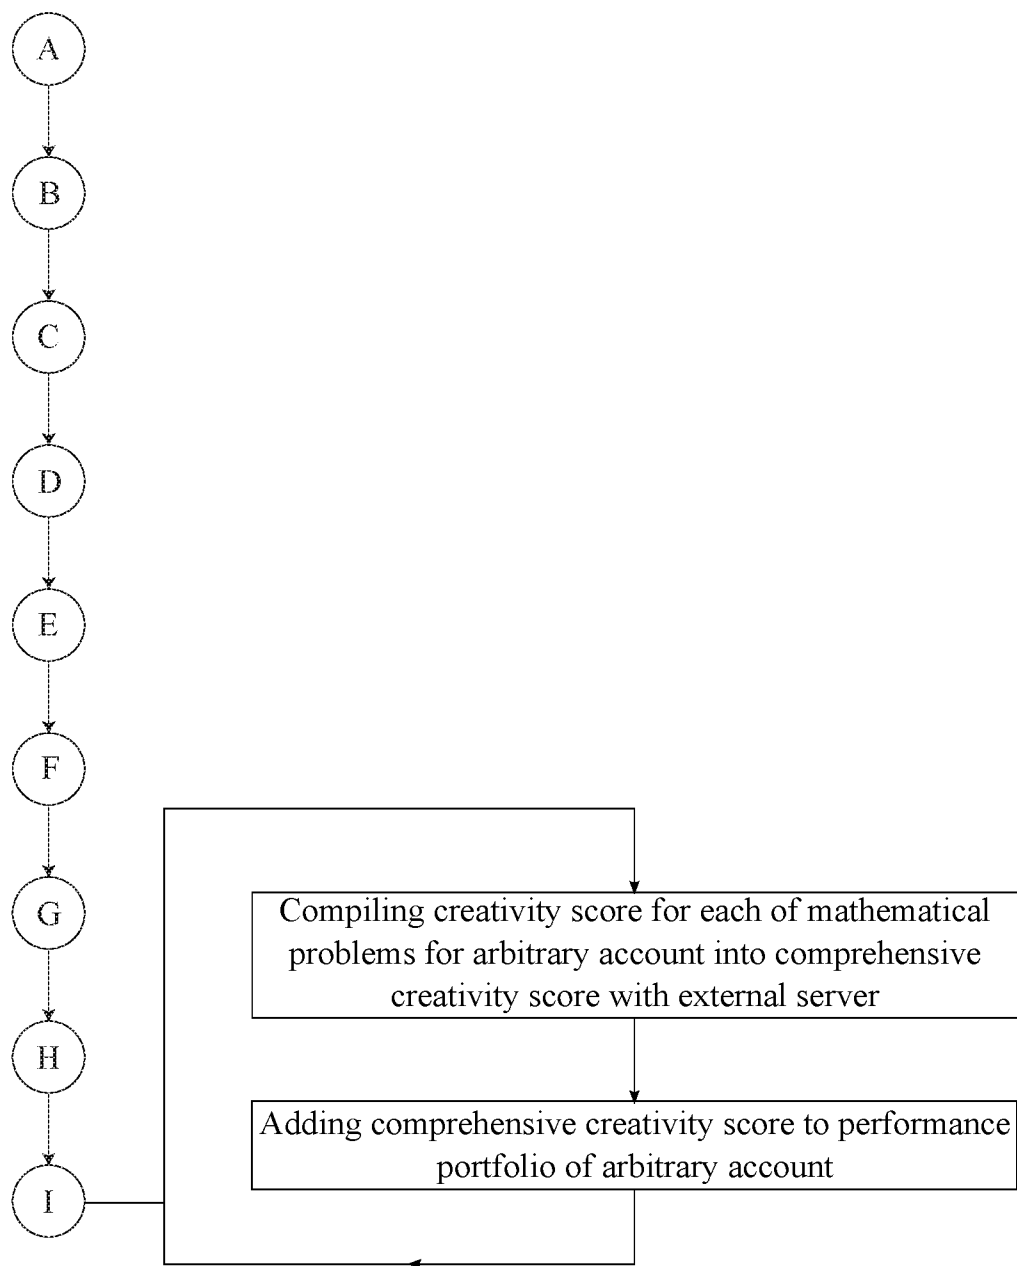 A
B
C
D
E
F
G
Compiling creativity score for each of mathematical
problems for arbitrary account into comprehensive
creativity score with external server
H
Adding comprehensive creativity score to performance
portfolio of arbitrary account
I